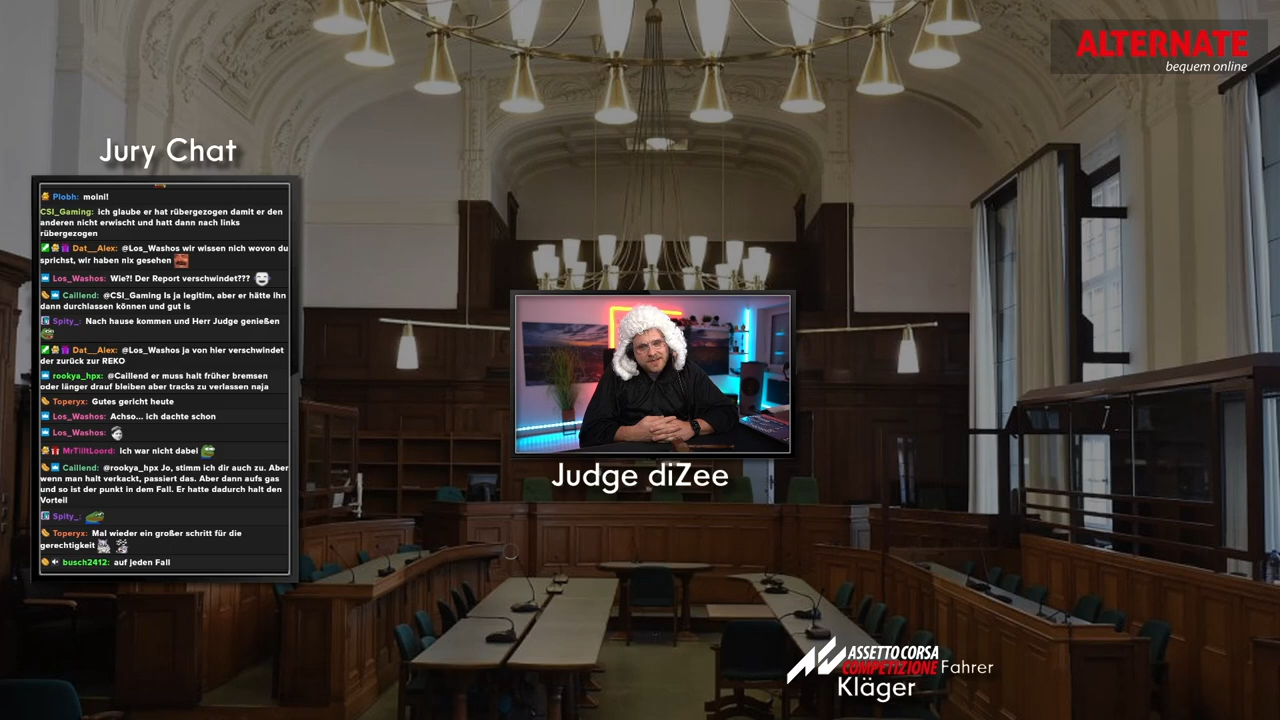 ALTERNATE
bequem online
Jury Chat
Plobh: moini!
CSI_Gaming: ich glaube er hat rübergezogen damit er den
anderen nicht erwischt und hatt dann nach links
rübergezogen
Dat__Alex: @Los_Washos wir wissen nich wovon du
sprichst, wir haben nix gesehen
Los_Washos: Wie?! Der Report verschwindet???
Caillend: @CSI_Gaming Is ja legitim, aber er hätte ihn
dann durchlassen können und gut is
Spity_: Nach hause kommen und Herr Judge genießen
Dat__Alex: @Los_Washos ja von hier verschwindet
der zurück zur REKO
rookya_hpx: @Caillend er muss halt früher bremsen
oder länger drauf bleiben aber tracks zu verlassen naja
Toperyx: Gutes gericht heute
Los_Washos: Achso... ich dachte schon
Los_Washos:
MrTiltLoord: Ich war nicht dabei
Caillend: @rookya_hpx Jo, stimm ich dir auch zu. Aber
wenn man halt verkackt, passiert das. Aber dann aufs gas
und so ist der punkt in dem Fall. Er hatte dadurch halt den
Vorteil
Spity_:
Toperyx: Mal wieder ein großer schritt für die
gerechtigkeit
busch2412: auf jeden Fall
Judge diZee
ASSETTO CORSA
COMPETIZIONE Fahrer
Kläger